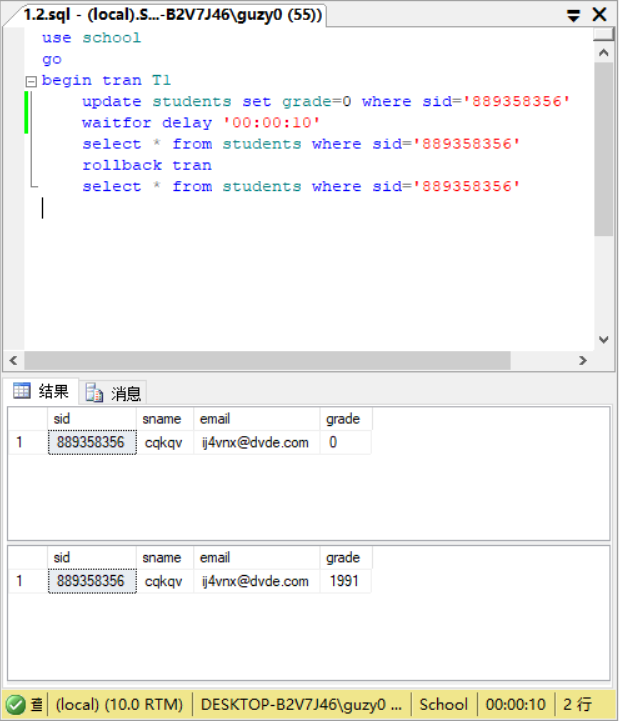 1.2.sql - (local).S...-B2V7J46\guzy0 (55))
use school
go
begin tran T1
update students set grade=0 where sid='889358356'
waitfor delay '00:00:10'
select * from students where sid='889358356'
rollback tran
select * from students where sid='889358356'
结果 消息
sid sname email grade
1 889358356 cqkqv ij4vnx@dvde.com 0
sid sname email grade
1 889358356 cqkqv ij4vnx@dvde.com 1991
(local) (10.0 RTM) DESKTOP-B2V7J46\guzy0 ... School 00:00:10 2 行